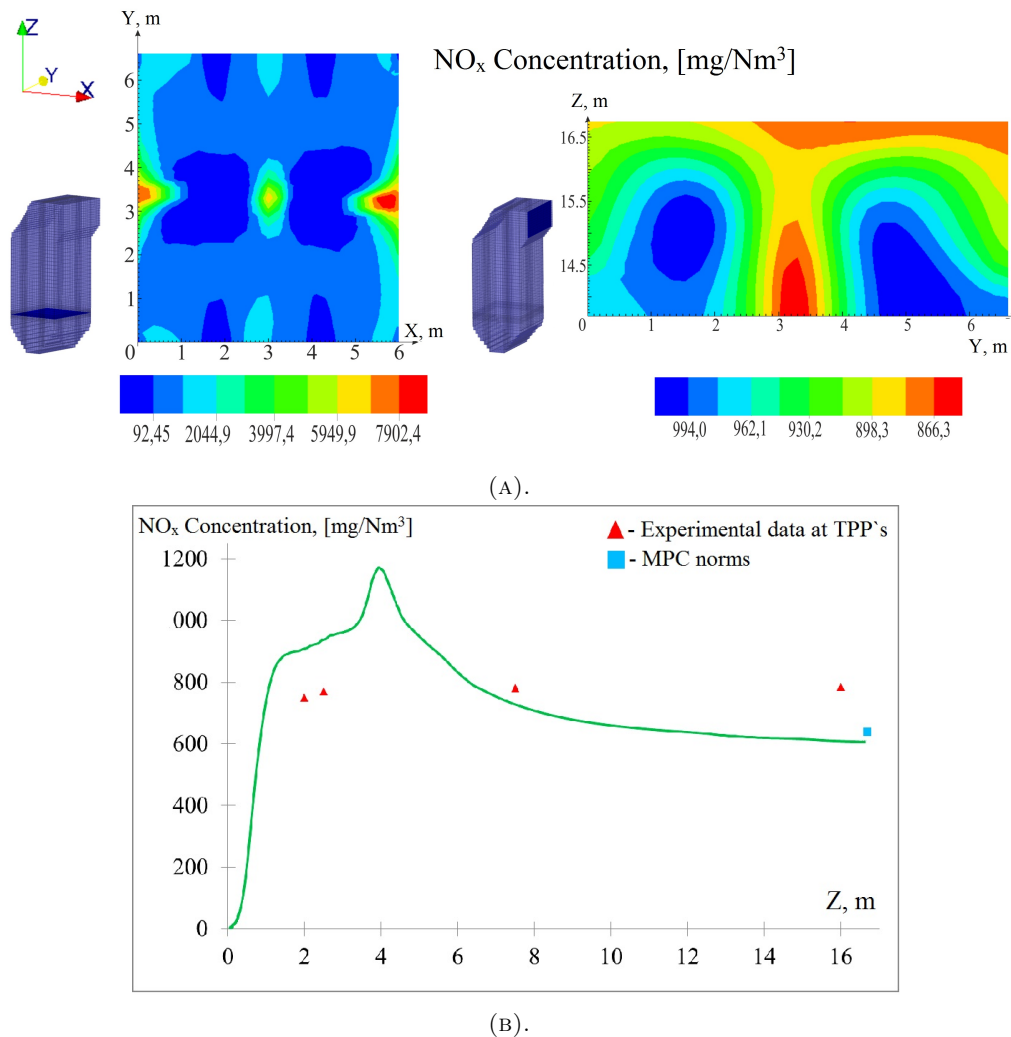 Z
Y
X
Y, m
6
5
4
3
2
1
0
1 2 3 4 5 6
X, m
92,45 2044,9 3997,4 5949,9 7902,4
NOₓ Concentration, [mg/Nm³]
Z, m
16.5
15.5
14.5
0 1 2 3 4 5 6
Y, m
994,0 962,1 930,2 898,3 866,3
(A).
NOₓ Concentration, [mg/Nm³]
▲ - Experimental data at TPP`s
■ - MPC norms
1200
000
800
600
400
200
0
Z, m
0 2 4 6 8 10 12 14 16
(B).